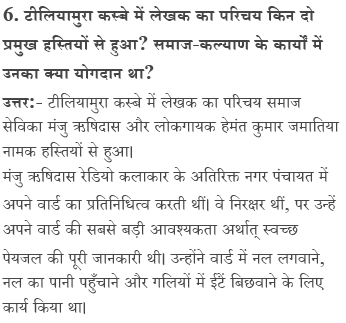 6. टीलियामुरा कस्बे में लेखक का परिचय किन दो
प्रमुख हस्तियों से हुआ? समाज-कल्याण के कार्यों में
उनका क्या योगदान था?
उत्तर:- टीलियामुरा कस्बे में लेखक का परिचय समाज
सेविका मंजु ऋषिदास और लोकगायक हेमंत कुमार जमातिया
नामक हस्तियों से हुआ।
मंजु ऋषिदास रेडियो कलाकार के अतिरिक्त नगर पंचायत में
अपने वार्ड का प्रतिनिधित्व करती थीं। वे निरक्षर थीं, पर उन्हें
अपने वार्ड की सबसे बड़ी आवश्यकता अर्थात् स्वच्छ
पेयजल की पूरी जानकारी थी। उन्होंने वार्ड में नल लगवाने,
नल का पानी पहुँचाने और गलियों में ईंटें बिछवाने के लिए
कार्य किया था।